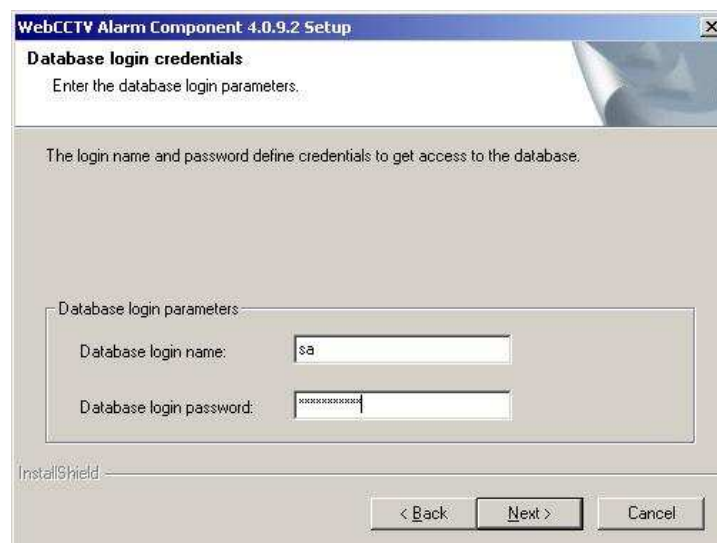 WebCCTV Alarm Component 4.0.9.2 Setup
Database login credentials
Enter the database login parameters.
The login name and password define credentials to get access to the database.
Database login parameters
Database login name:
sa
Database login password:
***********
InstallShield
< Back
Next >
Cancel